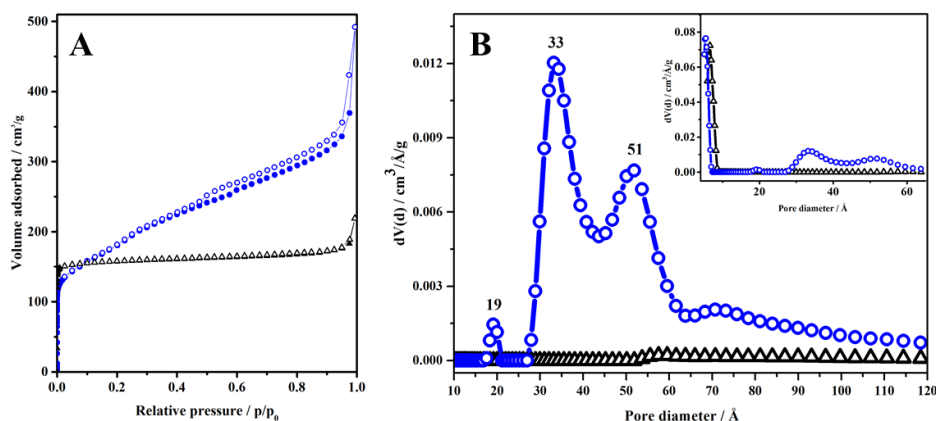 A
Volume adsorbed / cm³/g
500
400
300
200
150
100
50
0
0.0 0.2 0.4 0.6 0.8 1.0
Relative pressure / p/p₀
B
dV(d) / cm³/Å/g
0.012
0.009
0.006
0.003
0.000
19
33
51
10 20 30 40 50 60 70 80 90 100 110 120
Pore diameter / Å
dV(d) / cm³/Å/g
0.08
0.06
0.04
0.02
0.00
20 40 60
Pore diameter / Å